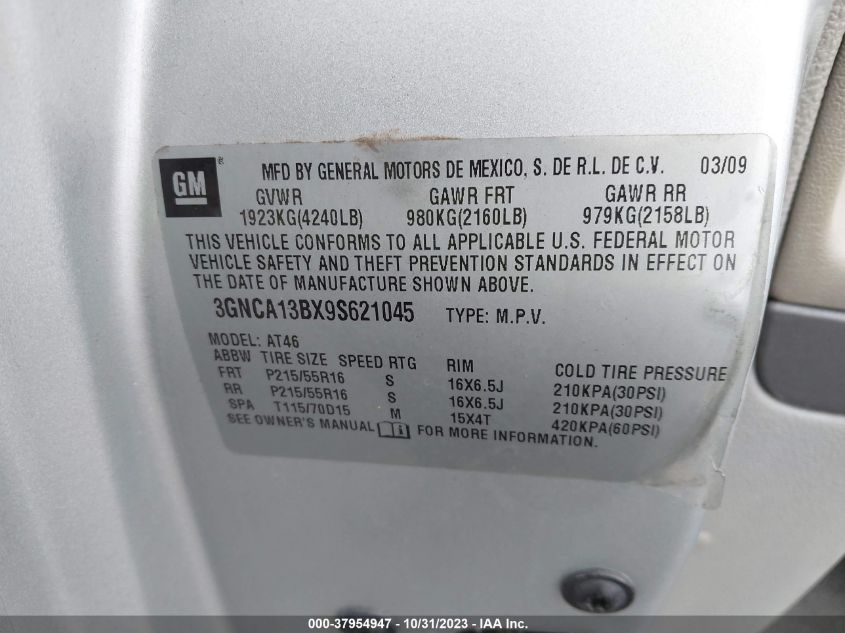 GM ® MFD BY GENERAL MOTORS DE MEXICO, S. DE R.L. DE C.V. 03/09
GVWR GAWR FRT GAWR RR
1923KG(4240LB) 980KG(2160LB) 979KG(2158LB)
THIS VEHICLE CONFORMS TO ALL APPLICABLE U.S. FEDERAL MOTOR
VEHICLE SAFETY AND THEFT PREVENTION STANDARDS IN EFFECT ON
THE DATE OF MANUFACTURE SHOWN ABOVE.
3GNCA13BX9S621045 TYPE: M.P.V.
MODEL: AT46
ABBW TIRE SIZE SPEED RTG RIM COLD TIRE PRESSURE
FRT P215/55R16 S 16X6.5J 210KPA(30PSI)
RR P215/55R16 S 16X6.5J 210KPA(30PSI)
SPA T115/70D15 M 15X4T 420KPA(60PSI)
SEE OWNER'S MANUAL FOR MORE INFORMATION.
000-37954947 - 10/31/2023 - IAA Inc.